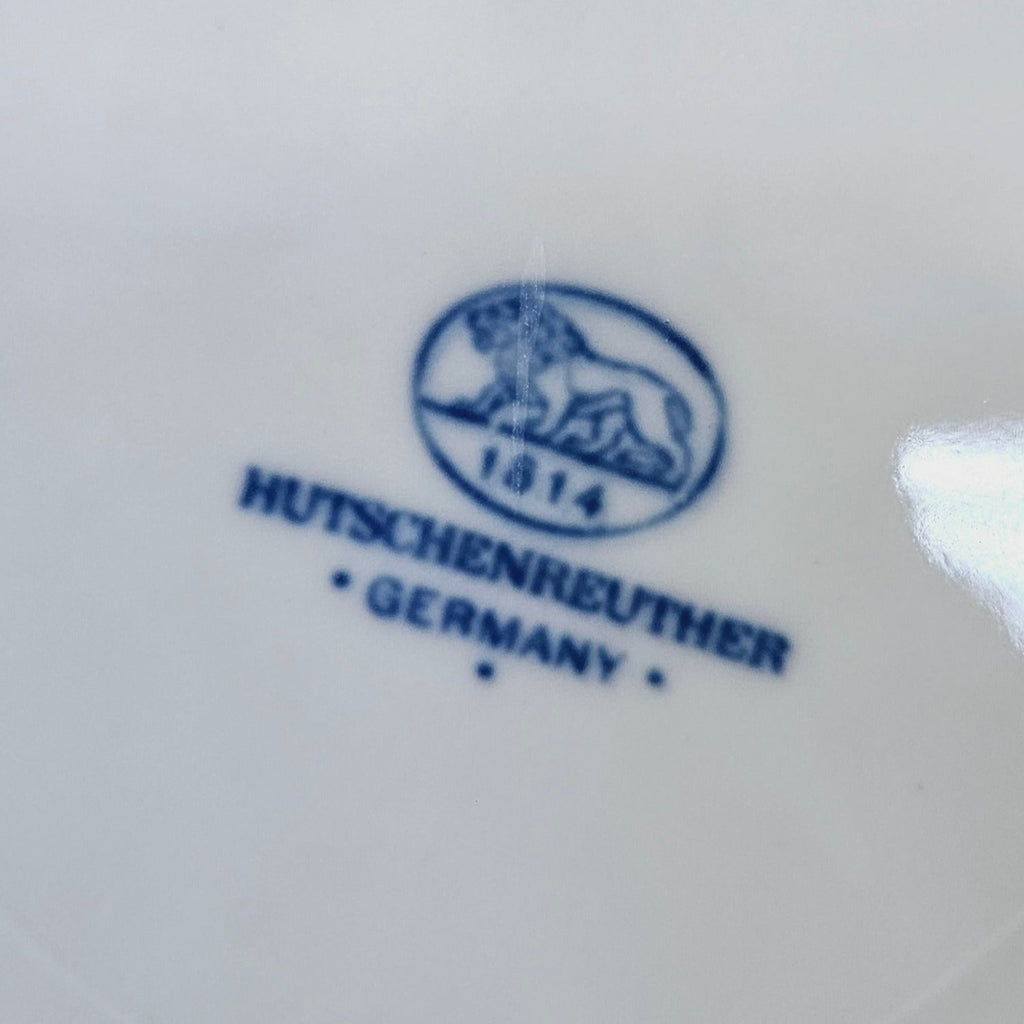 1814
HUTSCHENREUTHER
• GERMANY •
•